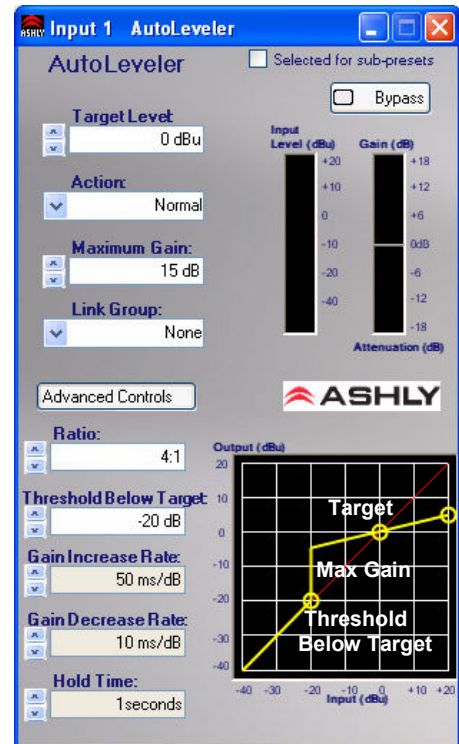 ASHLY Input 1 AutoLeveler
AutoLeveler
Selected for sub-presets
Bypass
Target Level:
0 dBu
Action:
Normal
Maximum Gain:
15 dB
Link Group:
None
Input
Level (dBu)
Gain (dB)
+20
+10
0
-10
-20
-40
+18
+12
+6
0dB
-6
-12
-18
Attenuation (dB)
Advanced Controls
ASHLY
Ratio:
4:1
Threshold Below Target:
-20 dB
Gain Increase Rate:
50 ms/dB
Gain Decrease Rate:
10 ms/dB
Hold Time:
1seconds
Output (dBu)
20
10
0
-10
-20
-30
-40
Target
Max Gain
Threshold
Below Target
-40 -30 -20 -10 0 +10 +20
Input (dBu)